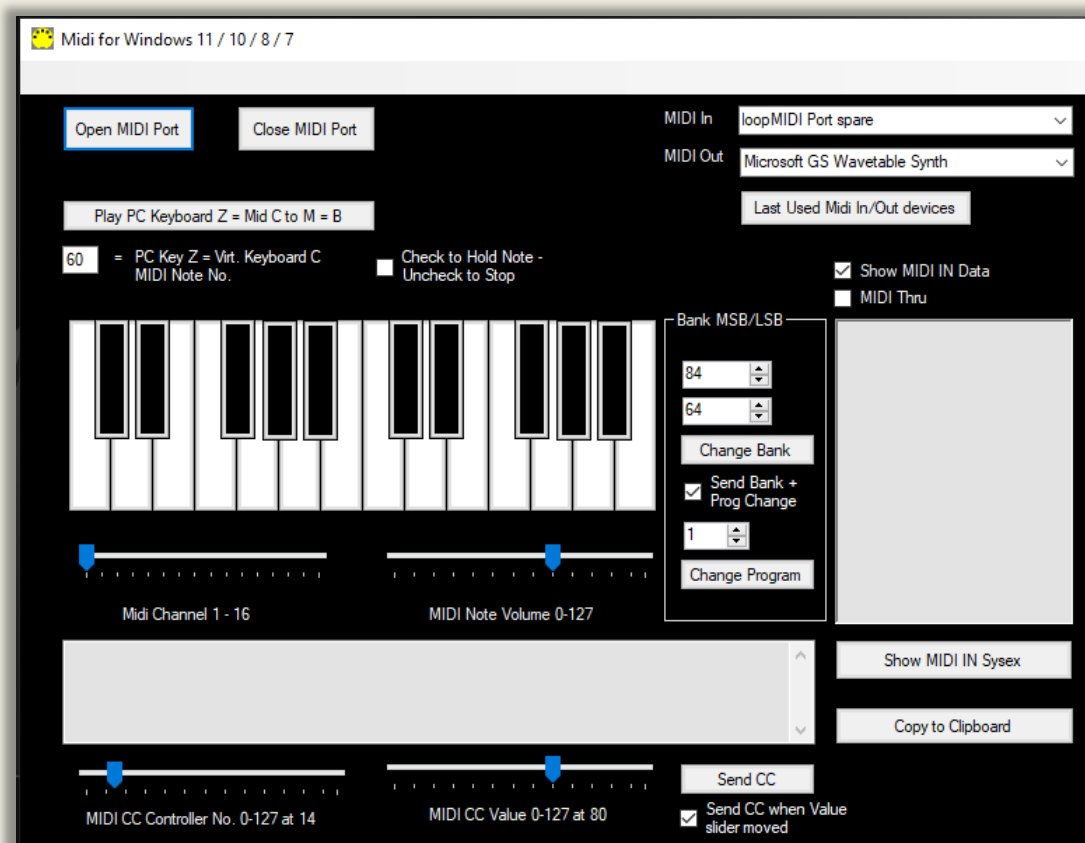 Midi for Windows 11 / 10 / 8 / 7
Open MIDI Port
Close MIDI Port
MIDI In
loopMIDI Port spare
MIDI Out
Microsoft GS Wavetable Synth
Last Used Midi In/Out devices
Play PC Keyboard Z = Mid C to M = B
60
= PC Key Z = Virt. Keyboard C
MIDI Note No.
Check to Hold Note -
Uncheck to Stop
Show MIDI IN Data
MIDI Thru
Bank MSB/LSB
84
64
Change Bank
Send Bank +
Prog Change
1
Change Program
Midi Channel 1 - 16
MIDI Note Volume 0-127
Show MIDI IN Sysex
Copy to Clipboard
MIDI CC Controller No. 0-127 at 14
MIDI CC Value 0-127 at 80
Send CC
Send CC when Value
slider moved